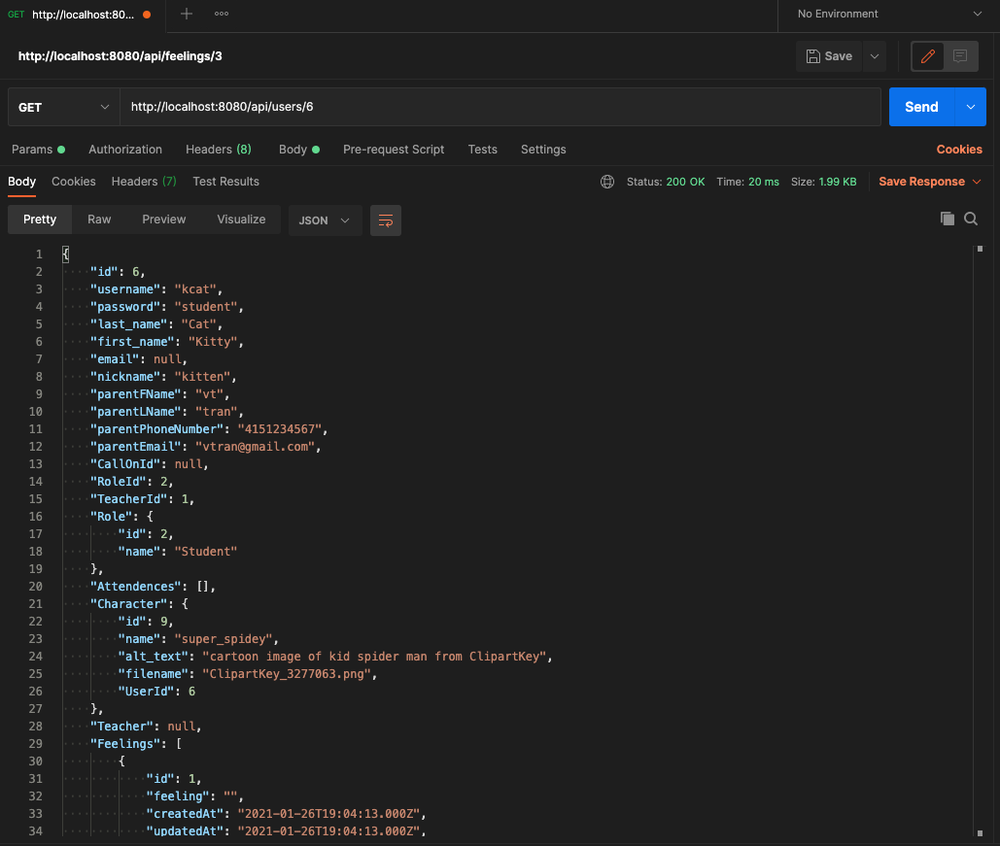 GET http://localhost:80... + ooo No Environment
http://localhost:8080/api/feelings/3 Save
GET http://localhost:8080/api/users/6 Send
Params Authorization Headers (8) Body Pre-request Script Tests Settings Cookies
Body Cookies Headers (7) Test Results Status: 200 OK Time: 20 ms Size: 1.99 KB Save Response
Pretty Raw Preview Visualize JSON
1 {
2 "id": 6,
3 "username": "kcat",
4 "password": "student",
5 "last_name": "Cat",
6 "first_name": "Kitty",
7 "email": null,
8 "nickname": "kitten",
9 "parentFName": "vt",
10 "parentLName": "tran",
11 "parentPhoneNumber": "4151234567",
12 "parentEmail": "vtran@gmail.com",
13 "CallOnId": null,
14 "RoleId": 2,
15 "TeacherId": 1,
16 "Role": {
17 "id": 2,
18 "name": "Student"
19 },
20 "Attendences": [],
21 "Character": {
22 "id": 9,
23 "name": "super_spidey",
24 "alt_text": "cartoon image of kid spider man from ClipartKey",
25 "filename": "ClipartKey_3277063.png",
26 "UserId": 6
27 },
28 "Teacher": null,
29 "Feelings": [
30 {
31 "id": 1,
32 "feeling": "",
33 "createdAt": "2021-01-26T19:04:13.000Z",
34 "updatedAt": "2021-01-26T19:04:13.000Z",